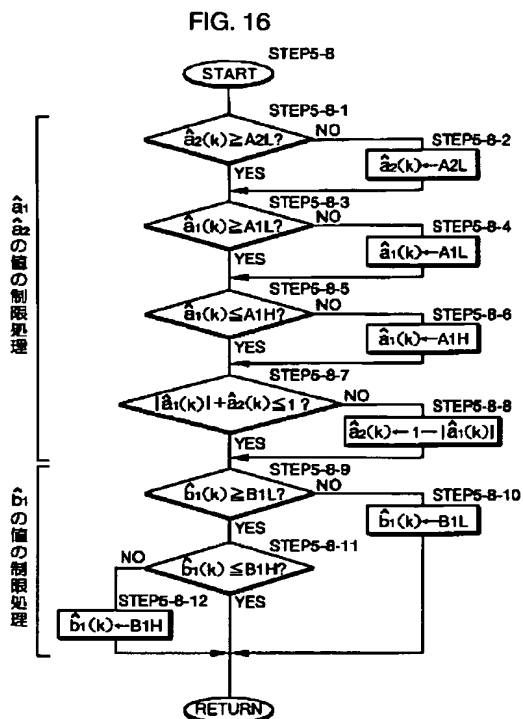 FIG. 16
STEP5-8
START
STEP5-8-1
â₂(k)≧A2L?
NO
STEP5-8-2
â₂(k)←A2L
YES
STEP5-8-3
â₁(k)≧A1L?
NO
STEP5-8-4
â₁(k)←A1L
YES
STEP5-8-5
â₁(k)≦A1H?
NO
STEP5-8-6
â₁(k)←A1H
YES
STEP5-8-7
|â₁(k)|+â₂(k)≦1?
NO
STEP5-8-8
â₂(k)←1−|â₁(k)|
YES
â₁ â₂の値の制限処理
STEP5-8-9
b̂₁(k)≧B1L?
NO
STEP5-8-10
b̂₁(k)←B1L
YES
STEP5-8-11
b̂₁(k)≦B1H?
NO
STEP5-8-12
b̂₁(k)←B1H
YES
b̂₁の値の制限処理
RETURN